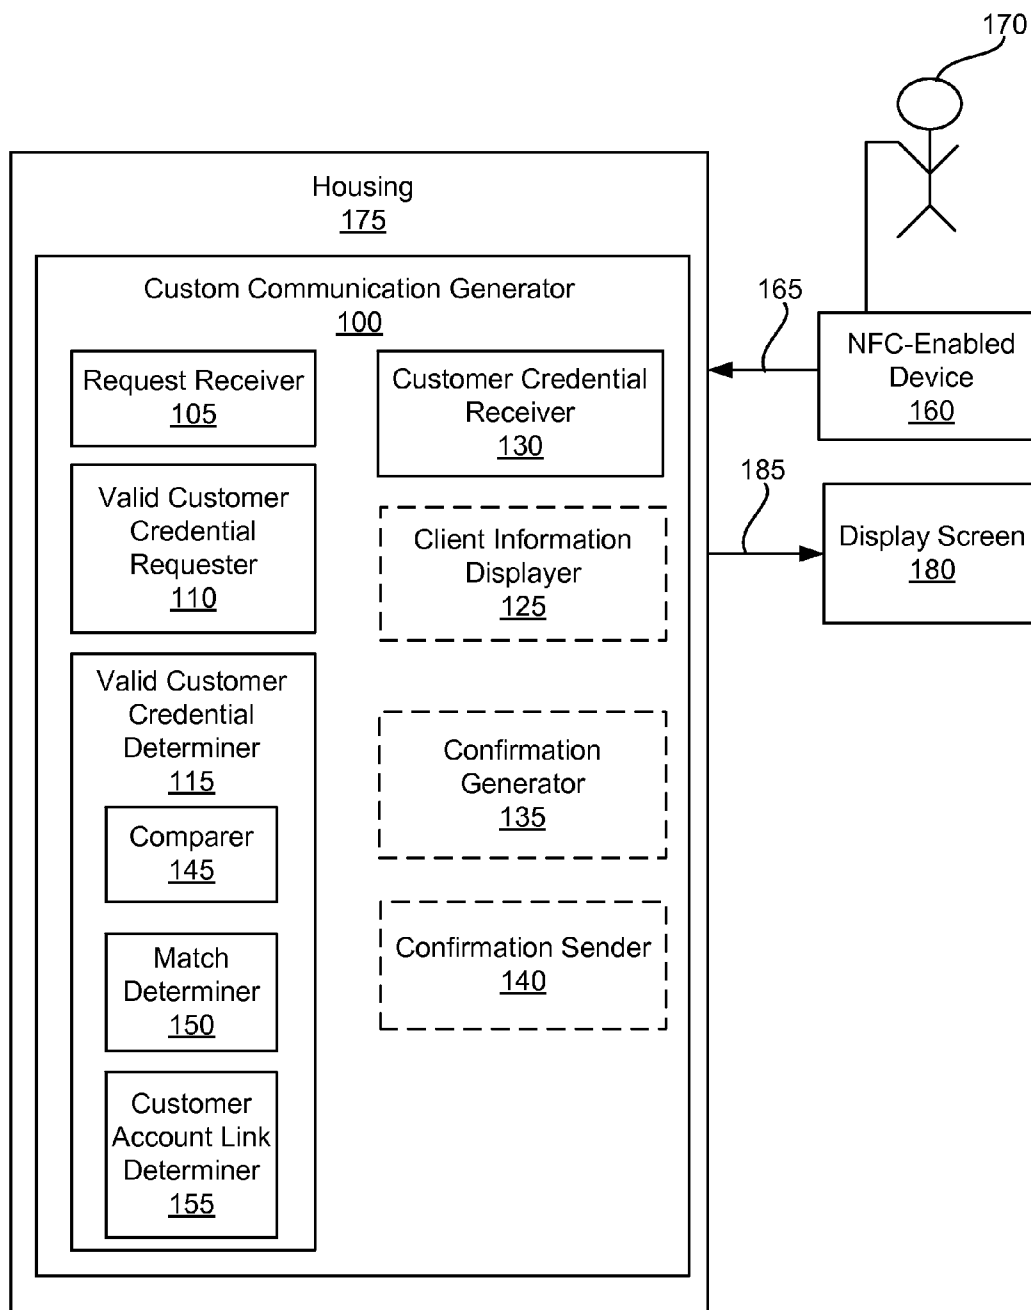 170
Housing
175
Custom Communication Generator
100
Request Receiver
105
Valid Customer
Credential
Requester
110
Valid Customer
Credential
Determiner
115
Comparer
145
Match
Determiner
150
Customer
Account Link
Determiner
155
Customer Credential
Receiver
130
Client Information
Displayer
125
Confirmation
Generator
135
Confirmation Sender
140
165
NFC-Enabled
Device
160
185
Display Screen
180